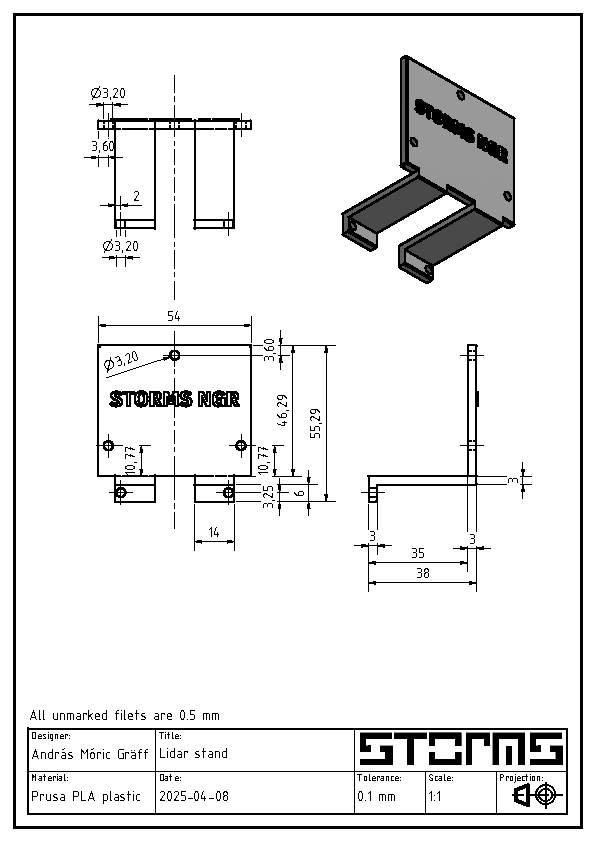 Ø3,20
3,60
2
Ø3,20
STORMS NGR
54
Ø3,20
3,60
STORMS NGR
46,29
55,29
10,77
10,77
3,25
6
14
3
3
3
35
38
All unmarked filets are 0.5 mm
Designer:
András Móric Gräff
Title:
Lidar stand
STORMS
Material:
Prusa PLA plastic
Date:
2025-04-08
Tolerance:
0.1 mm
Scale:
1:1
Projection: